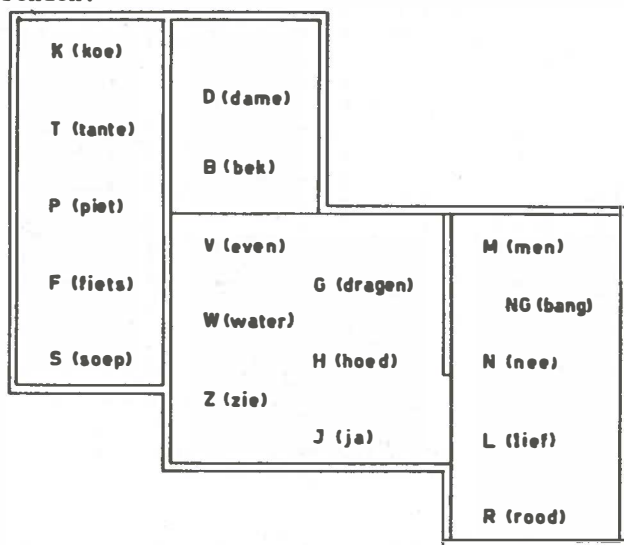 K (koe)
T (tante)
P (piet)
F (fiets)
S (soep)
D (dame)
B (bek)
V (even)
G (dragen)
W (water)
H (hoed)
Z (zie)
J (ja)
M (men)
NG (bang)
N (nee)
L (lief)
R (rood)